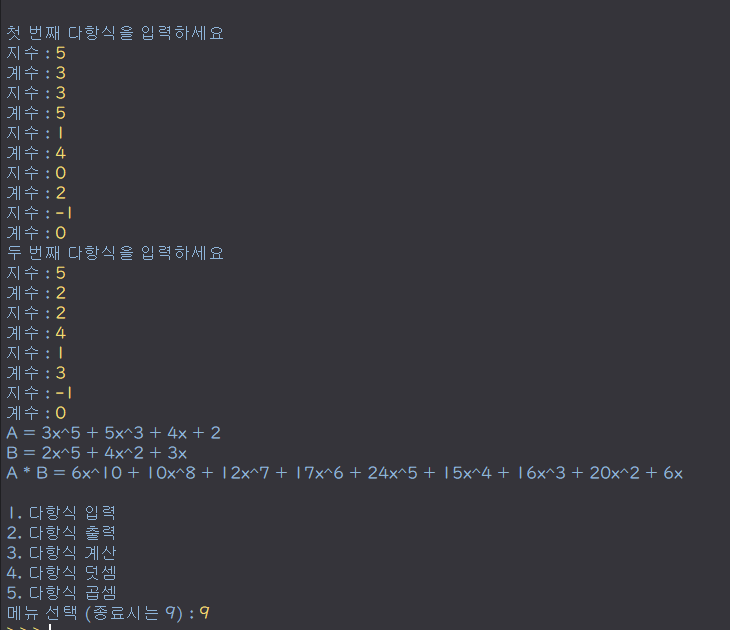 첫 번째 다항식을 입력하세요
지수 : 5
계수 : 3
지수 : 3
계수 : 5
지수 : 1
계수 : 4
지수 : 0
계수 : 2
지수 : -1
계수 : 0
두 번째 다항식을 입력하세요
지수 : 5
계수 : 2
지수 : 2
계수 : 4
지수 : 1
계수 : 3
지수 : -1
계수 : 0
A = 3x^5 + 5x^3 + 4x + 2
B = 2x^5 + 4x^2 + 3x
A * B = 6x^10 + 10x^8 + 12x^7 + 17x^6 + 24x^5 + 15x^4 + 16x^3 + 20x^2 + 6x
1. 다항식 입력
2. 다항식 출력
3. 다항식 계산
4. 다항식 덧셈
5. 다항식 곱셈
메뉴 선택 (종료시는 9) : 9
>>>